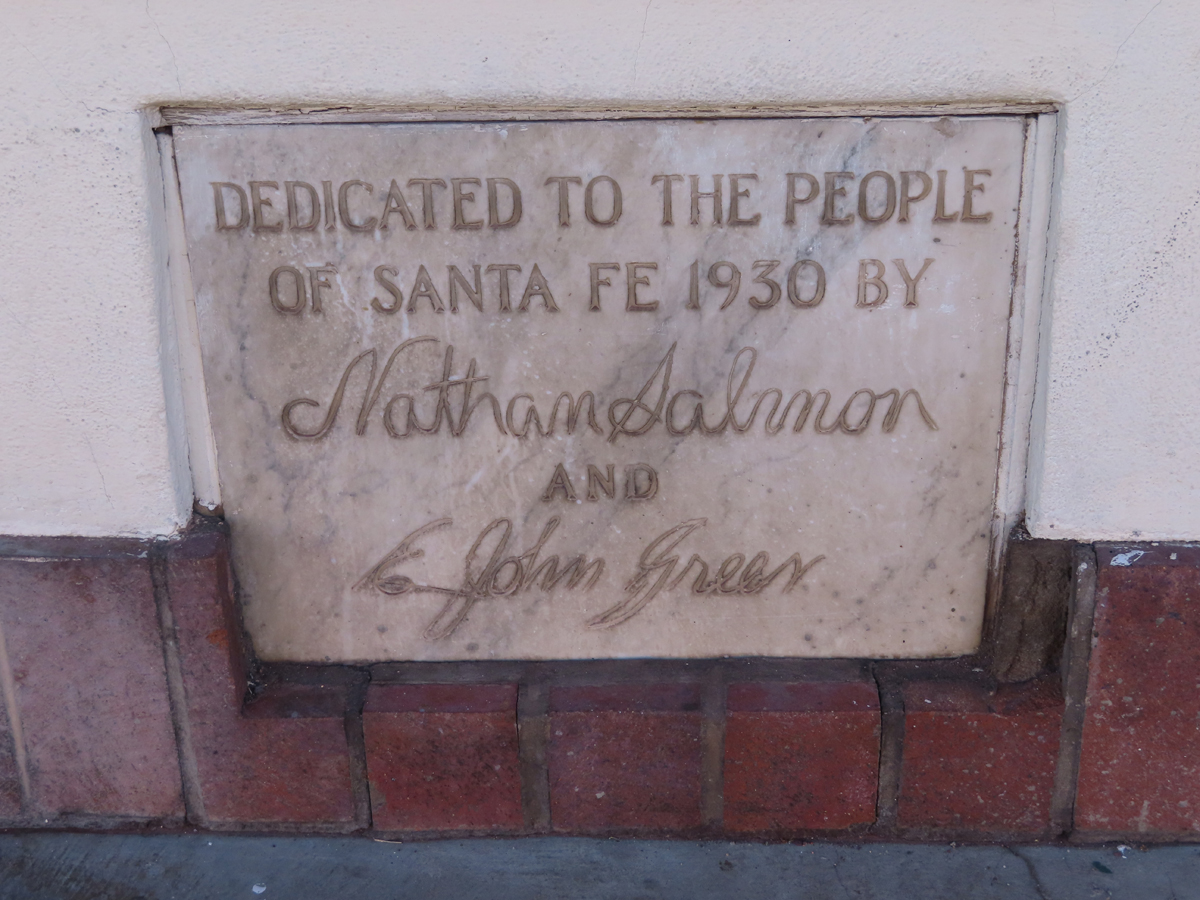 DEDICATED TO THE PEOPLE
OF SANTA FE 1930 BY
Nathan Salmon
AND
E. John Greer